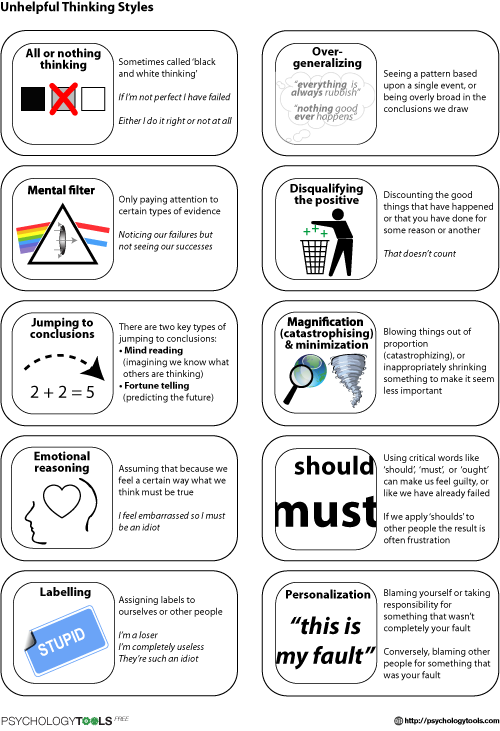 Unhelpful Thinking Styles
All or nothing
thinking
Sometimes called ‘black
and white thinking’
If I'm not perfect I have failed
Either I do it right or not at all
Over-
generalizing
“everything is
always rubbish”
“nothing good
ever happens”
Seeing a pattern based
upon a single event, or
being overly broad in the
conclusions we draw
Mental filter
Only paying attention to
certain types of evidence
Noticing our failures but
not seeing our successes
Disqualifying
the positive
Discounting the good
things that have happened
or that you have done for
some reason or another
That doesn't count
Jumping to
conclusions
2 + 2 = 5
There are two key types of
jumping to conclusions:
• Mind reading
(imagining we know what
others are thinking)
• Fortune telling
(predicting the future)
Magnification
(catastrophising)
& minimization
Blowing things out of
proportion
(catastrophizing), or
inappropriately shrinking
something to make it seem
less important
Emotional
reasoning
Assuming that because we
feel a certain way what we
think must be true
I feel embarrassed so I must
be an idiot
should
must
Using critical words like
‘should’, ‘must’, or ‘ought’
can make us feel guilty, or
like we have already failed
If we apply ‘shoulds’ to
other people the result is
often frustration
Labelling
STUPID
Assigning labels to
ourselves or other people
I'm a loser
I'm completely useless
They're such an idiot
Personalization
“this is
my fault”
Blaming yourself or taking
responsibility for
something that wasn't
completely your fault
Conversely, blaming other
people for something that
was your fault
PSYCHOLOGYTOOLS FREE
http://psychologytools.com